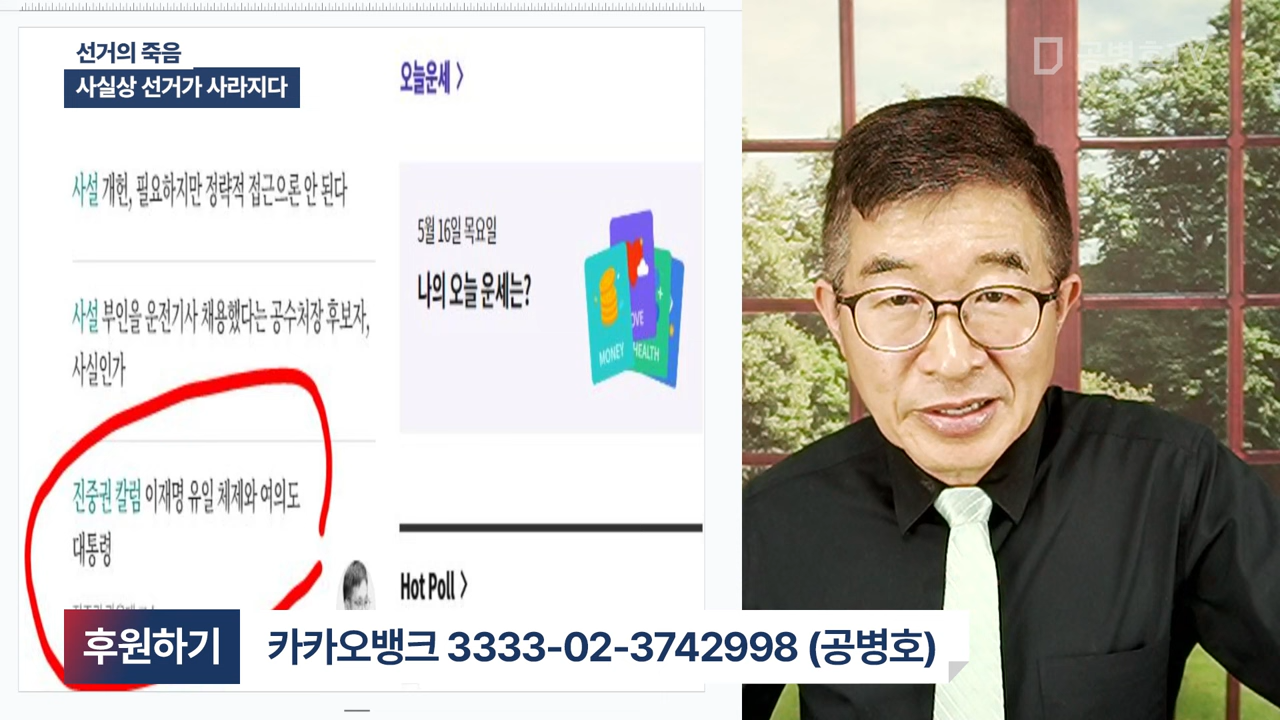 선거의 죽음
사실상 선거가 사라지다
사설 개헌, 필요하지만 정략적 접근으론 안 된다
사설 부인을 운전기사 채용했다는 공수처장 후보자,
사실인가
진중권 칼럼 이재명 유일 체제와 여의도
대통령
오늘운세 〉
5월 16일 목요일
나의 오늘 운세는?
MONEY
LOVE
HEALTH
Hot Poll 〉
공병호TV
후원하기
카카오뱅크 3333-02-3742998 (공병호)